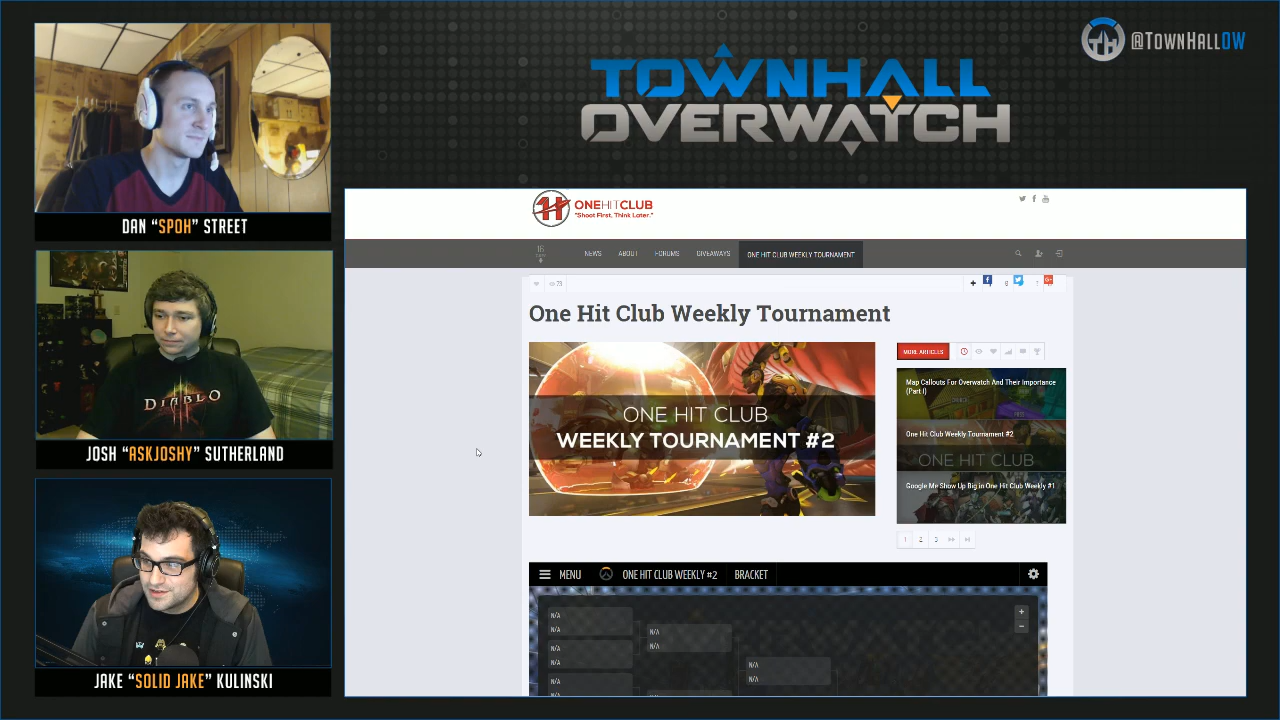 @TOWNHALLOW
TOWNHALL
OVERWATCH
DAN "SPOH" STREET
JOSH "ASKJOSHY" SUTHERLAND
DIABLO
JAKE "SOLID JAKE" KULINSKI
ONEHITCLUB
"Shoot First, Think Later."
16
NEWS
ABOUT
FORUMS
GIVEAWAYS
ONE HIT CLUB WEEKLY TOURNAMENT
73
0
One Hit Club Weekly Tournament
ONE HIT CLUB
WEEKLY TOURNAMENT #2
MORE ARTICLES
Map Callouts For Overwatch And Their Importance
(Part I)
One Hit Club Weekly Tournament #2
ONE HIT CLUB
Google Me Show Up Big in One Hit Club Weekly #1
1 2 3
MENU
ONE HIT CLUB WEEKLY #2
BRACKET
N/A
N/A
N/A
N/A
N/A
N/A
N/A
N/A
N/A